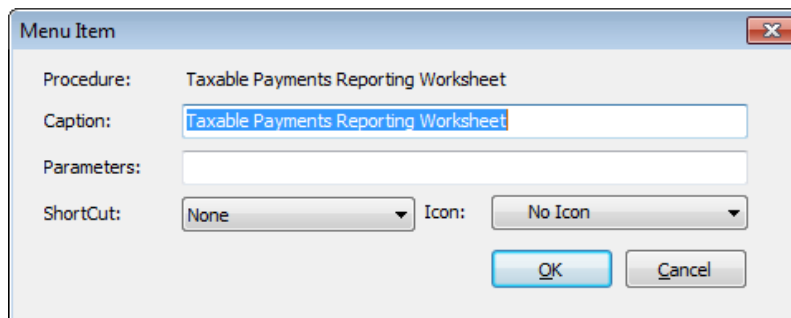 Menu Item
Procedure: Taxable Payments Reporting Worksheet
Caption: Taxable Payments Reporting Worksheet
Parameters:
ShortCut: None Icon: No Icon
OK Cancel